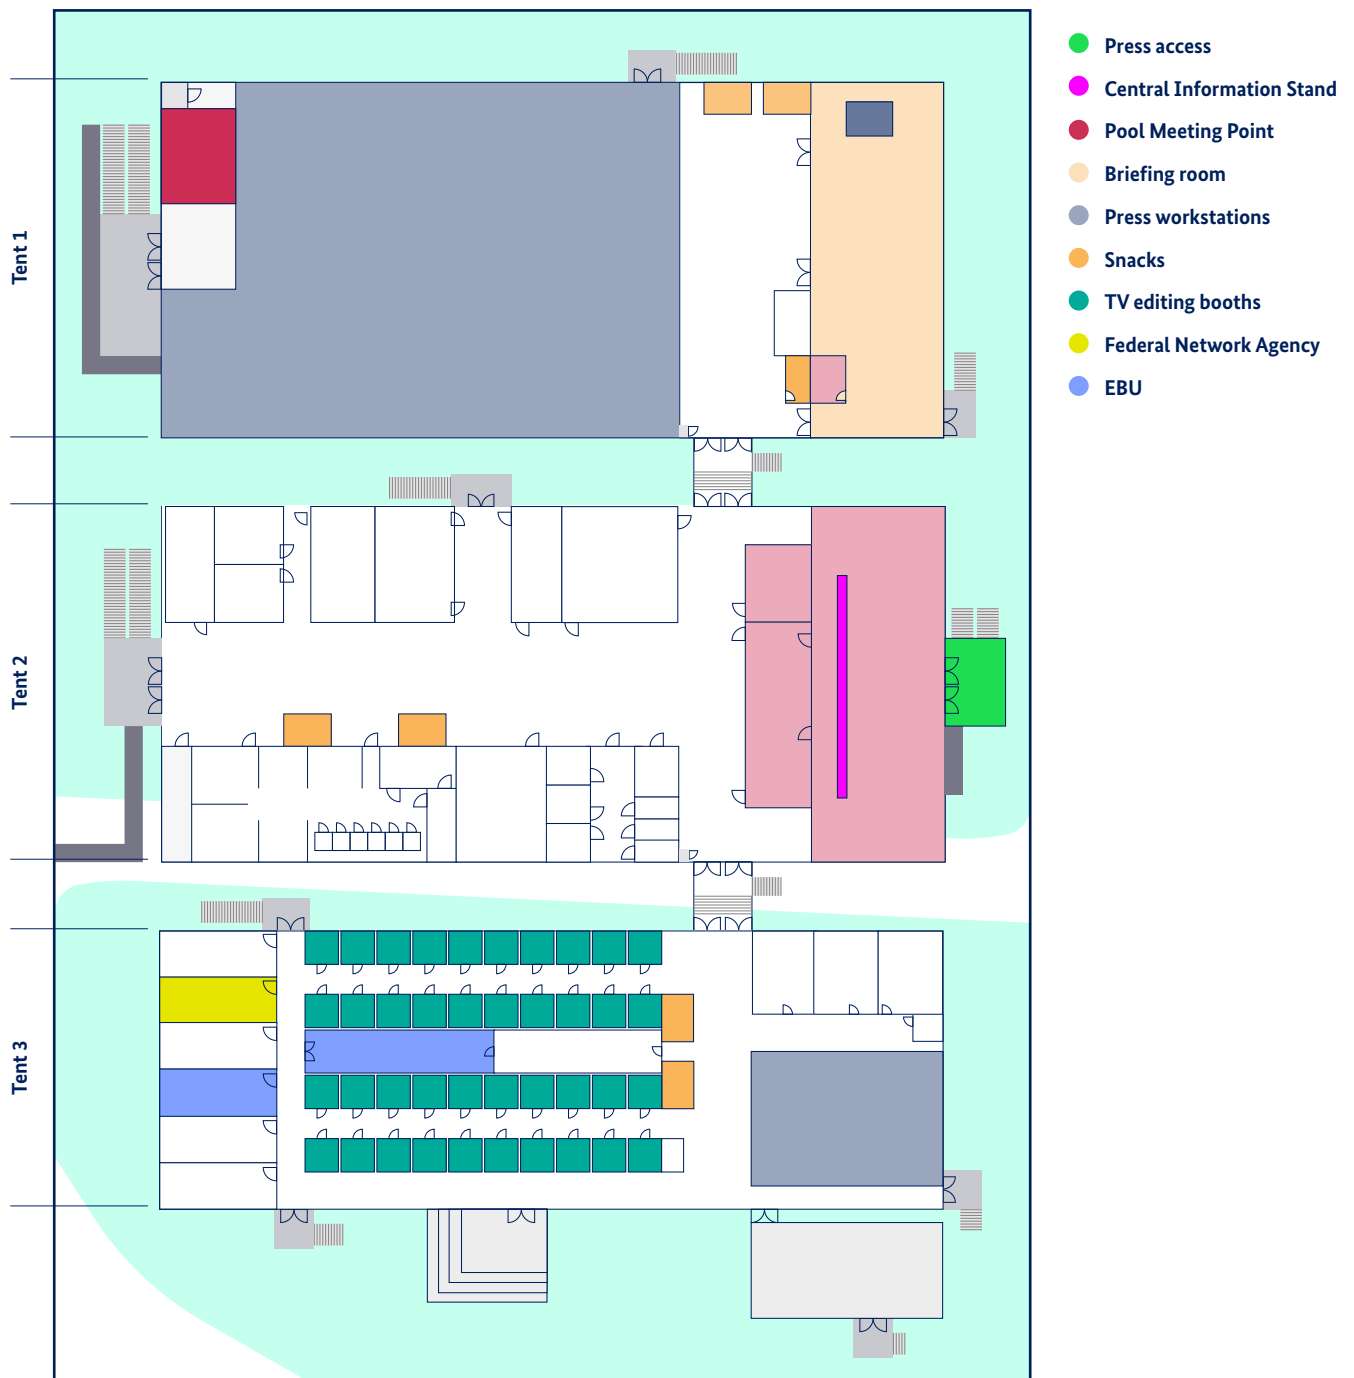 Press access
Central Information Stand
Pool Meeting Point
Briefing room
Press workstations
Snacks
TV editing booths
Federal Network Agency
EBU
Tent 1
Tent 2
Tent 3